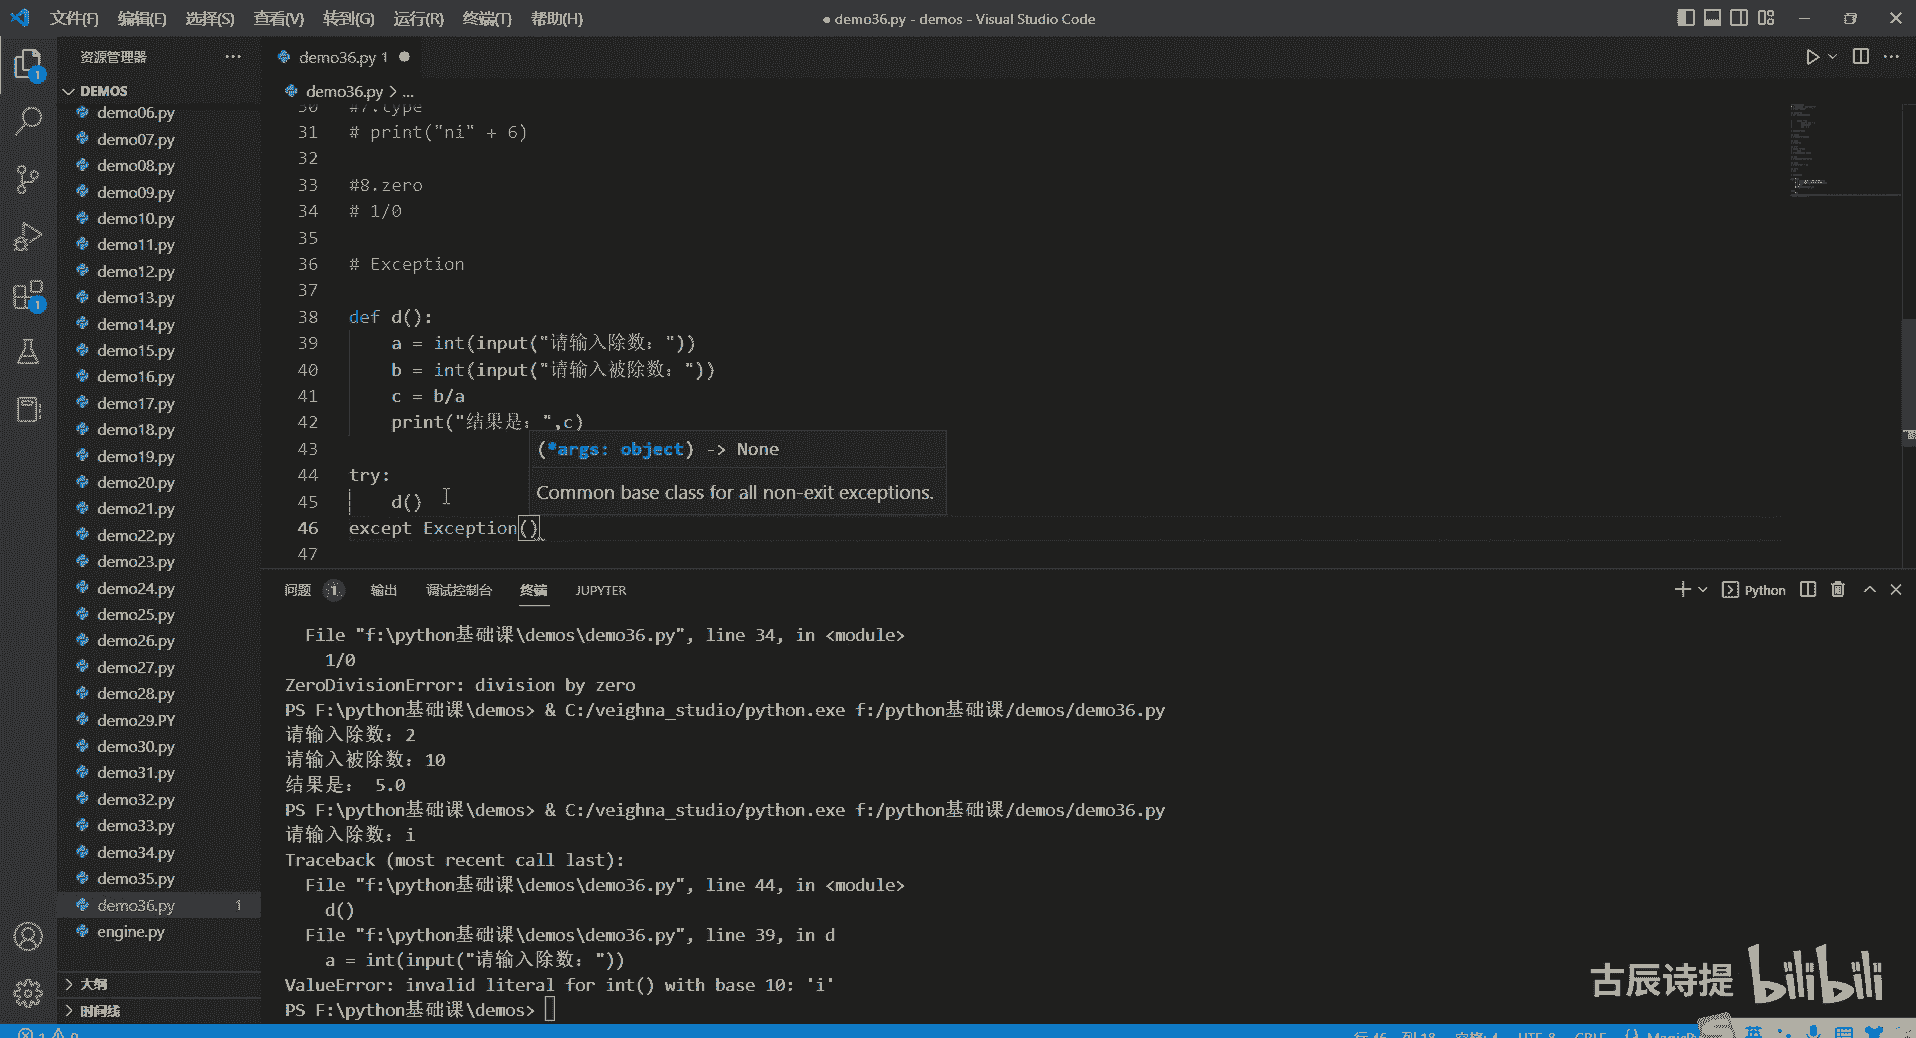 文件(F) 编辑(E) 选择(S) 查看(V) 转到(G) 运行(R) 终端(T) 帮助(H)
● demo36.py - demos - Visual Studio Code
资源管理器
demo36.py 1
DEMOS
demo36.py > ...
demo06.py
demo07.py
demo08.py
demo09.py
demo10.py
demo11.py
demo12.py
demo13.py
demo14.py
demo15.py
demo16.py
demo17.py
demo18.py
demo19.py
demo20.py
demo21.py
demo22.py
demo23.py
demo24.py
demo25.py
demo26.py
demo27.py
demo28.py
demo29.PY
demo30.py
demo31.py
demo32.py
demo33.py
demo34.py
demo35.py
demo36.py 1
engine.py
大纲
时间线
30 #7.type
31 # print("ni" + 6)
32
33 #8.zero
34 # 1/0
35
36 # Exception
37
38 def d():
39 a = int(input("请输入除数："))
40 b = int(input("请输入被除数："))
41 c = b/a
42 print("结果是：",c)
43
(*args: object) -> None
Common base class for all non-exit exceptions.
44 try:
45 d()
46 except Exception()
47
问题 1 输出 调试控制台 终端 JUPYTER
Python
File "f:\python基础课\demos\demo36.py", line 34, in <module>
1/0
ZeroDivisionError: division by zero
PS F:\python基础课\demos> & C:/veighna_studio/python.exe f:/python基础课/demos/demo36.py
请输入除数：2
请输入被除数：10
结果是： 5.0
PS F:\python基础课\demos> & C:/veighna_studio/python.exe f:/python基础课/demos/demo36.py
请输入除数：i
Traceback (most recent call last):
File "f:\python基础课\demos\demo36.py", line 44, in <module>
d()
File "f:\python基础课\demos\demo36.py", line 39, in d
a = int(input("请输入除数："))
ValueError: invalid literal for int() with base 10: 'i'
PS F:\python基础课\demos>
古辰诗提 bilibili